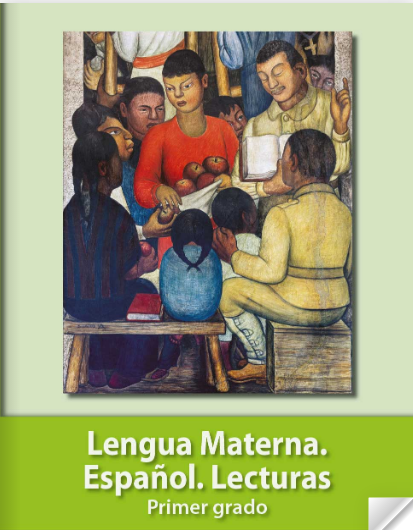 Lengua Materna.
Español. Lecturas
Primer grado